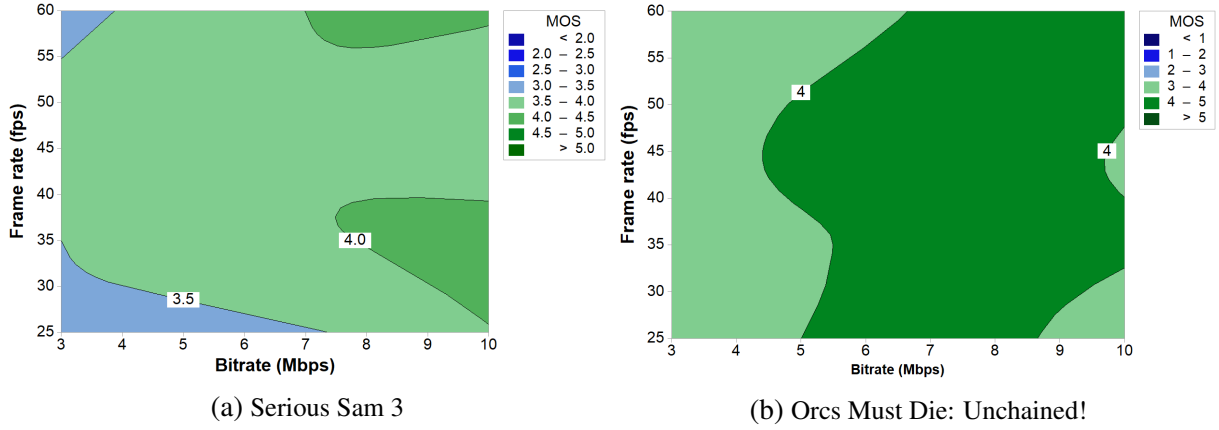 MOS
< 2.0
2.0 – 2.5
2.5 – 3.0
3.0 – 3.5
3.5 – 4.0
4.0 – 4.5
4.5 – 5.0
> 5.0
60
55
50
45
40
35
30
25
Frame rate (fps)
4.0
3.5
3 4 5 6 7 8 9 10
Bitrate (Mbps)
(a) Serious Sam 3
MOS
< 1
1 – 2
2 – 3
3 – 4
4 – 5
> 5
60
55
50
45
40
35
30
25
Frame rate (fps)
4
4
3 4 5 6 7 8 9 10
Bitrate (Mbps)
(b) Orcs Must Die: Unchained!